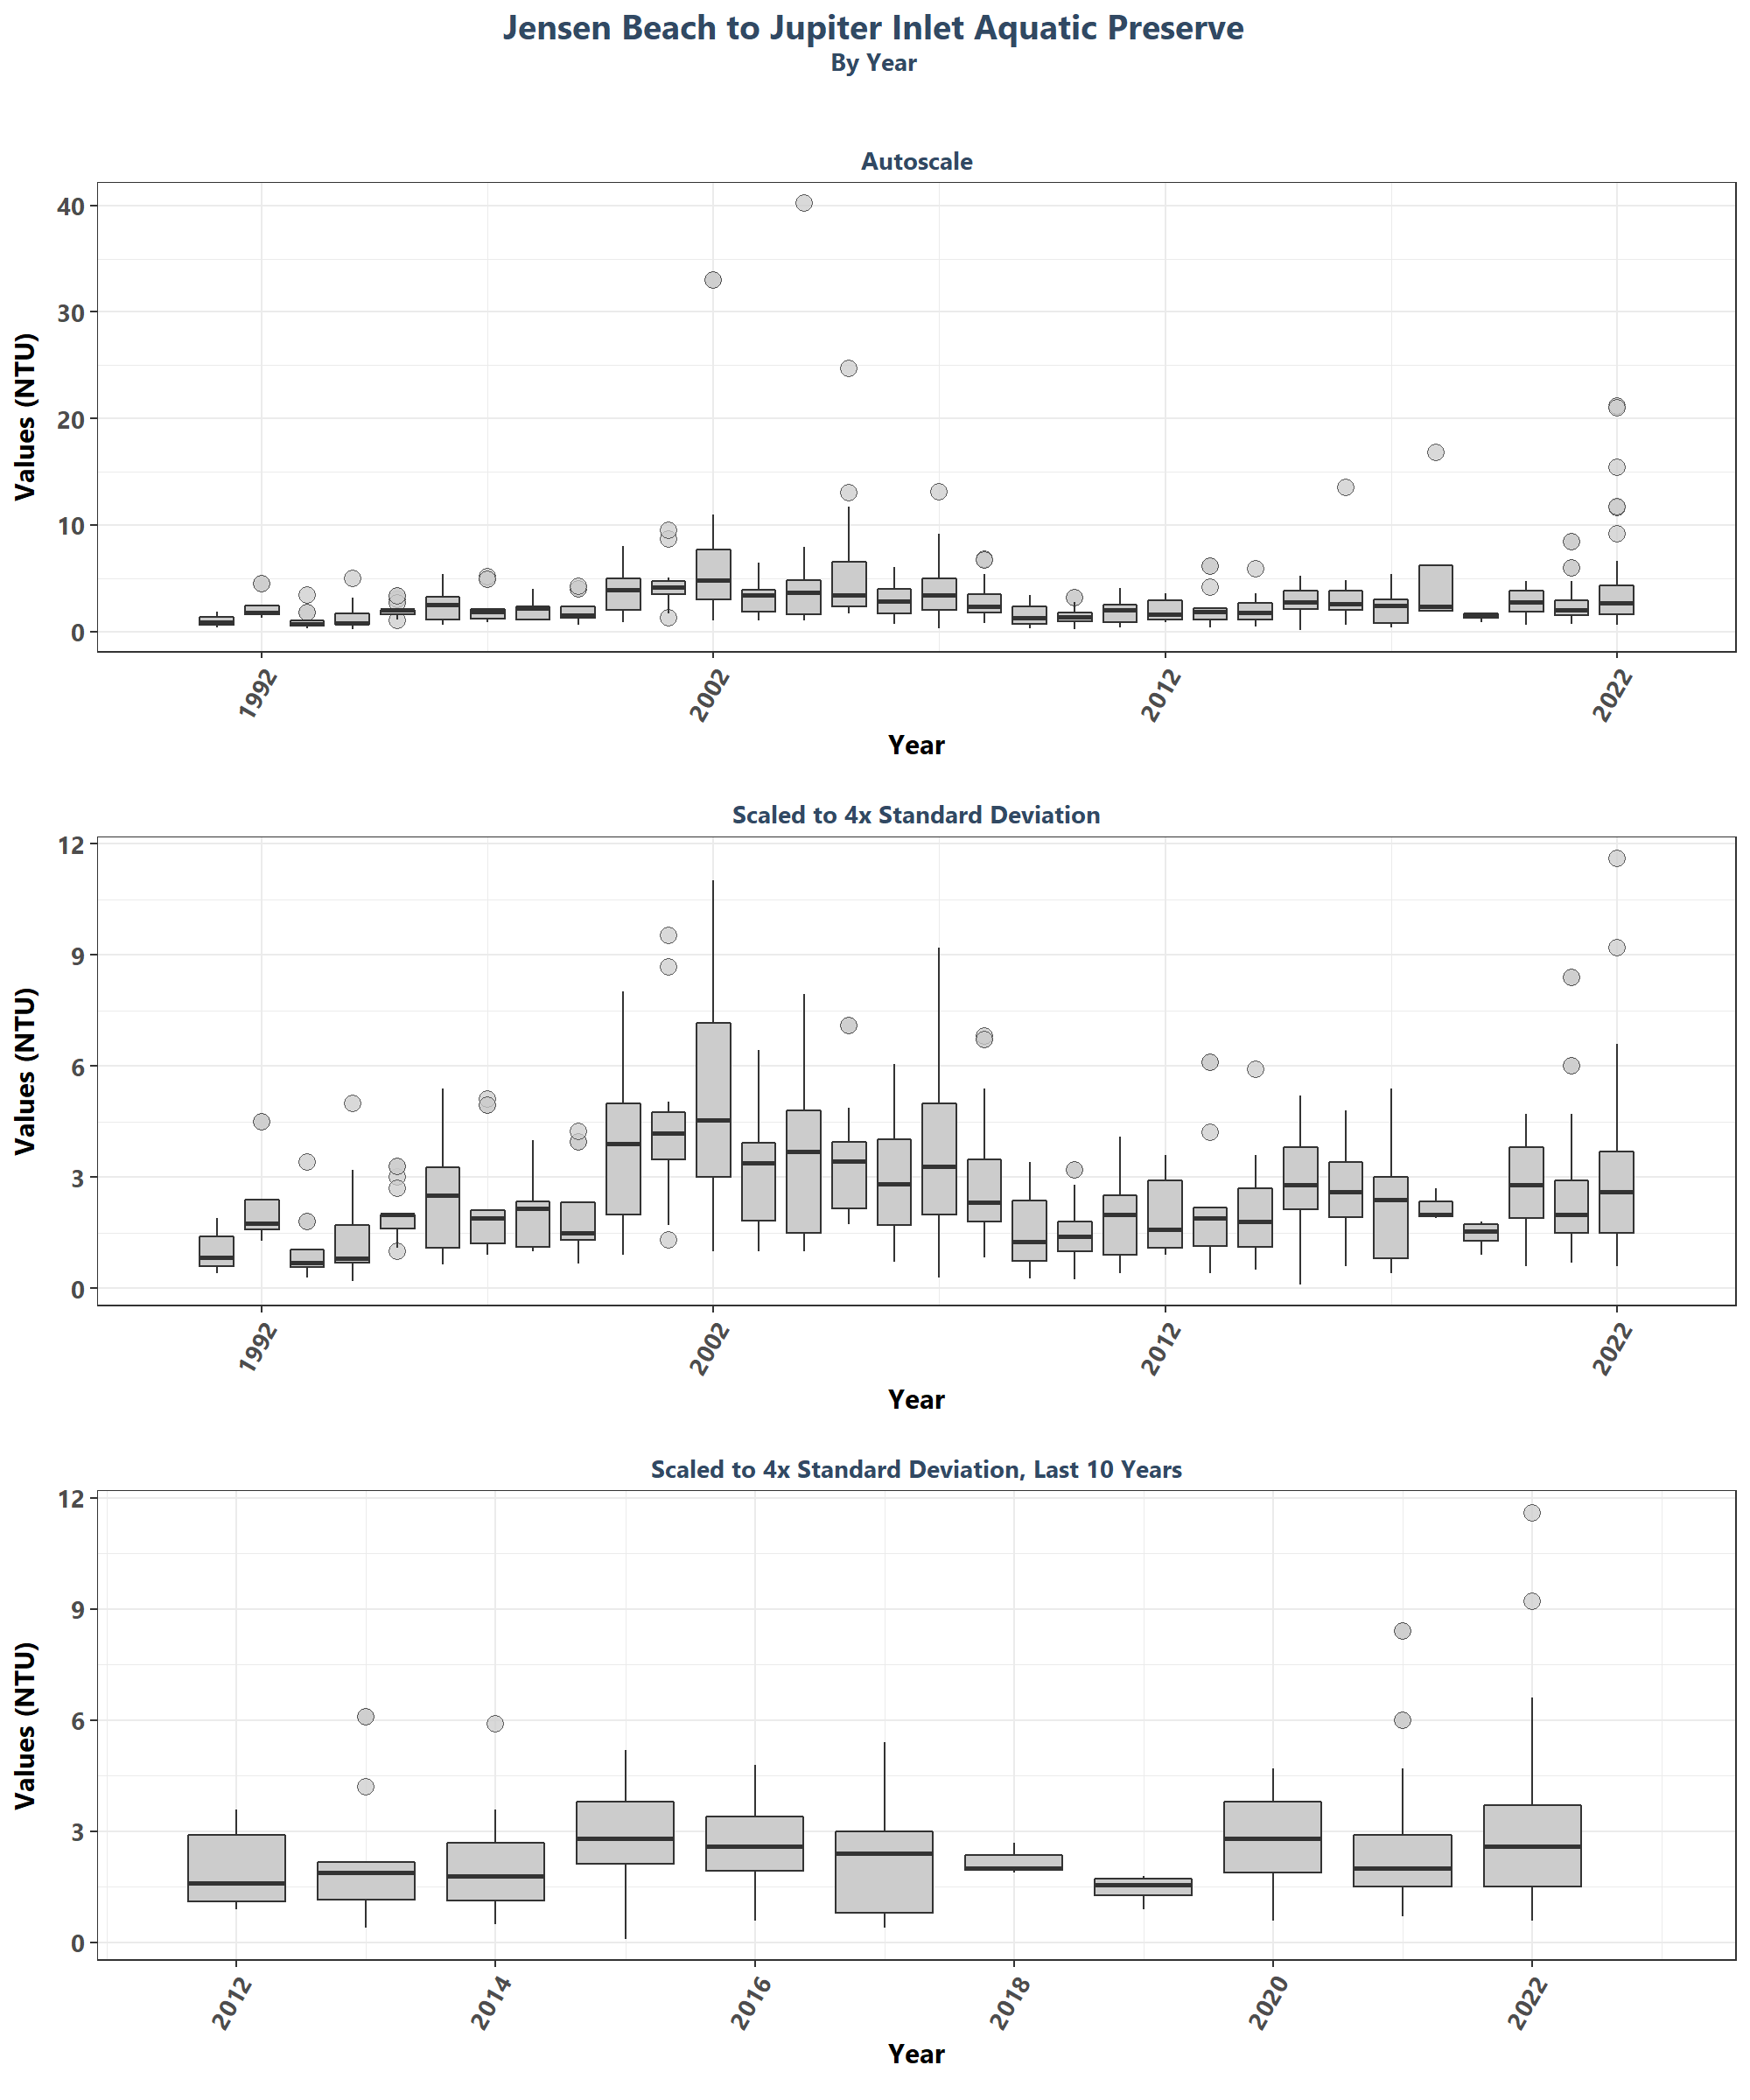 Jensen Beach to Jupiter Inlet Aquatic Preserve
By Year
Autoscale
Values (NTU)
40
30
20
10
0
1992
2002
2012
2022
Year
Scaled to 4x Standard Deviation
Values (NTU)
12
9
6
3
0
1992
2002
2012
2022
Year
Scaled to 4x Standard Deviation, Last 10 Years
Values (NTU)
12
9
6
3
0
2012
2014
2016
2018
2020
2022
Year